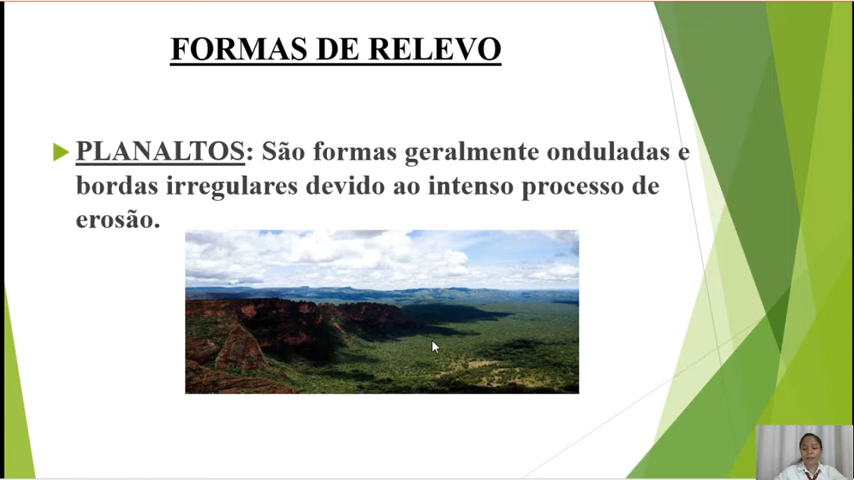 FORMAS DE RELEVO
PLANALTOS: São formas geralmente onduladas e
bordas irregulares devido ao intenso processo de
erosão.